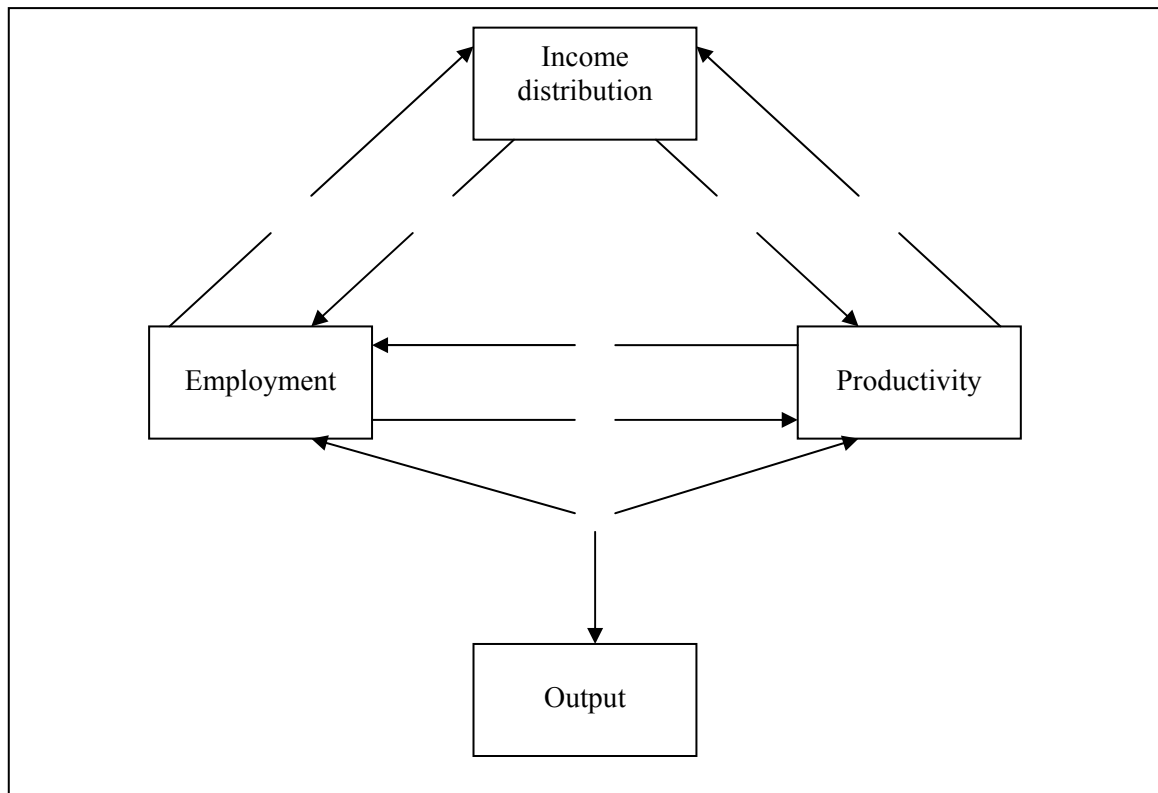 Income
distribution
Employment
Productivity
Output